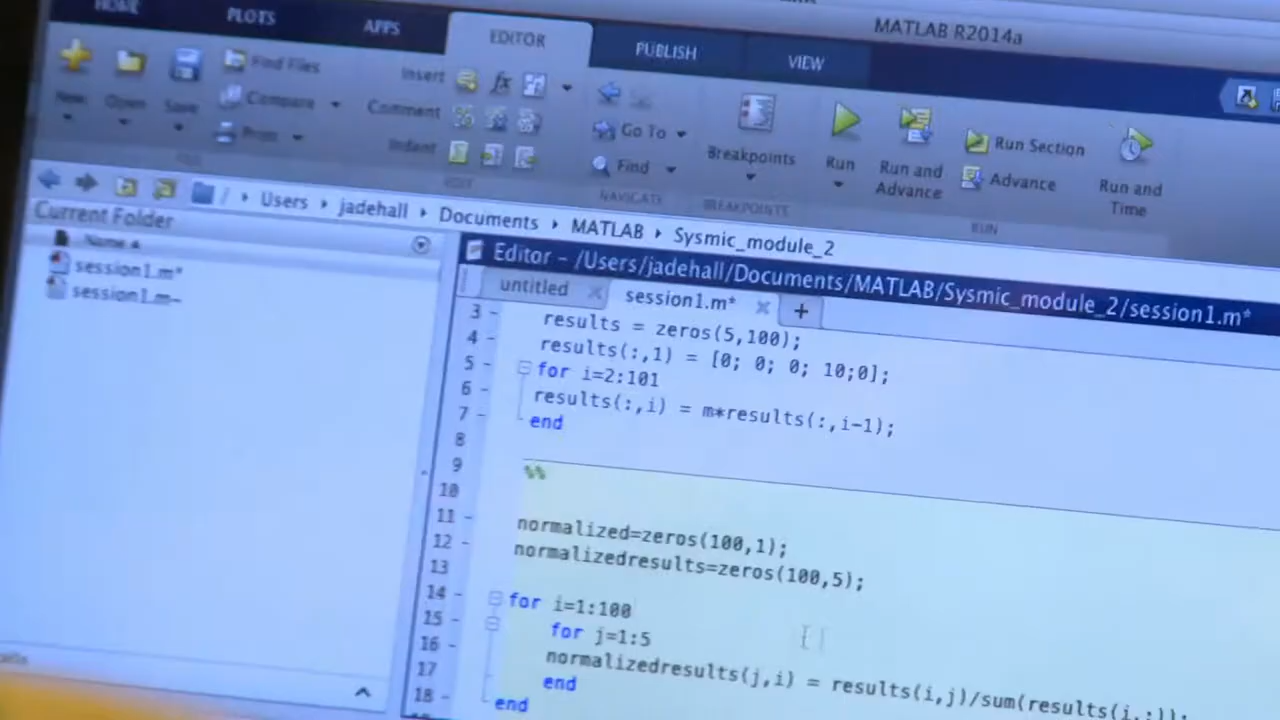 HOME PLOTS APPS EDITOR PUBLISH VIEW
MATLAB R2014a
New Open Save
Find Files
Compare
Print
Insert
Comment
Indent
fx
Go To
Find
Breakpoints
Run
Run and Advance
Run Section
Advance
Run and Time
EDIT NAVIGATE BREAKPOINTS RUN
/ Users jadehall Documents MATLAB Sysmic_module_2
Current Folder
Name
session1.m*
session1.m~
Editor - /Users/jadehall/Documents/MATLAB/Sysmic_module_2/session1.m*
untitled session1.m* +
3 - results = zeros(5,100);
4 - results(:,1) = [0; 0; 0; 10;0];
5 - for i=2:101
6 - results(:,i) = m*results(:,i-1);
7 - end
8
9 %%
10
11 - normalized=zeros(100,1);
12 - normalizedresults=zeros(100,5);
13
14 - for i=1:100
15 - for j=1:5
16 - normalizedresults(j,i) = results(i,j)/sum(results(i,:));
17 - end
18 - end